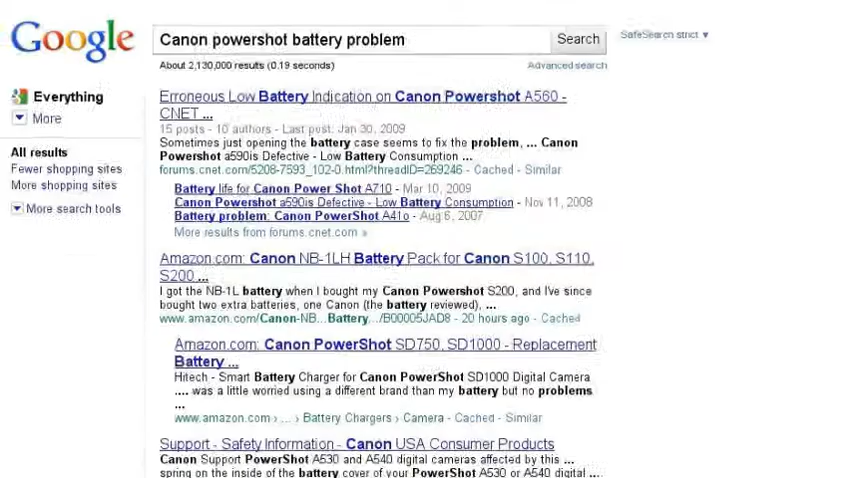 Google
Canon powershot battery problem
Search
SafeSearch strict ▼
About 2,130,000 results (0.19 seconds)
Advanced search
Everything
More
All results
Fewer shopping sites
More shopping sites
More search tools
Erroneous Low Battery Indication on Canon Powershot A560 -
CNET ...
15 posts - 10 authors - Last post: Jan 30, 2009
Sometimes just opening the battery case seems to fix the problem, ... Canon
Powershot a590is Defective - Low Battery Consumption ...
forums.cnet.com/5208-7593_102-0.html?threadID=269246 - Cached - Similar
Battery life for Canon Power Shot A710 - Mar 10, 2009
Canon Powershot a590is Defective - Low Battery Consumption - Nov 11, 2008
Battery problem: Canon PowerShot A41o - Aug 6, 2007
More results from forums.cnet.com »
Amazon.com: Canon NB-1LH Battery Pack for Canon S100, S110,
S200 ...
I got the NB-1L battery when I bought my Canon Powershot S200, and I've since
bought two extra batteries, one Canon (the battery reviewed), ...
www.amazon.com/Canon-NB...Battery.../B00005JAD8 - 20 hours ago - Cached
Amazon.com: Canon PowerShot SD750, SD1000 - Replacement
Battery ...
Hitech - Smart Battery Charger for Canon PowerShot SD1000 Digital Camera
.... was a little worried using a different brand than my battery but no problems
...
www.amazon.com › ... › Battery Chargers › Camera - Cached - Similar
Support - Safety Information - Canon USA Consumer Products
Canon Support PowerShot A530 and A540 digital cameras affected by this ...
spring on the inside of the battery cover of your PowerShot A530 or A540 digital ....